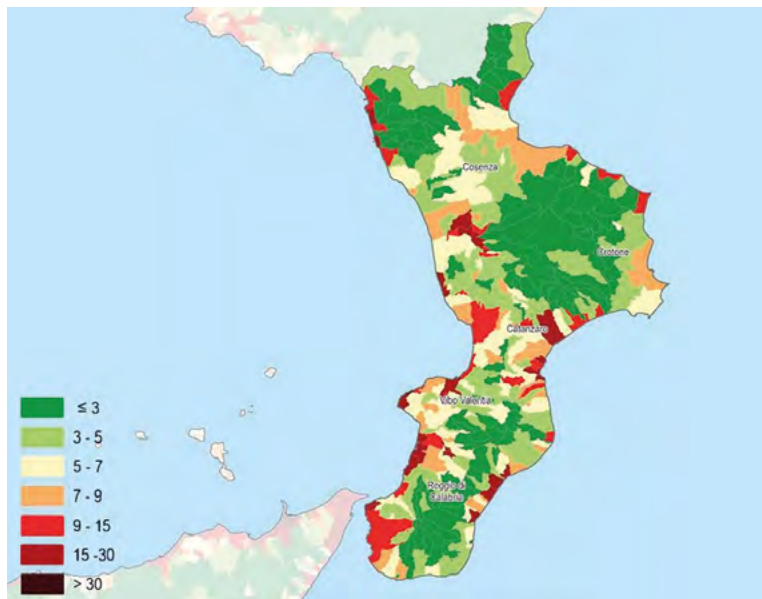 Cosenza
Crotone
Catanzaro
Vibo Valentia
Reggio di
Calabria
≤ 3
3 - 5
5 - 7
7 - 9
9 - 15
15 -30
> 30